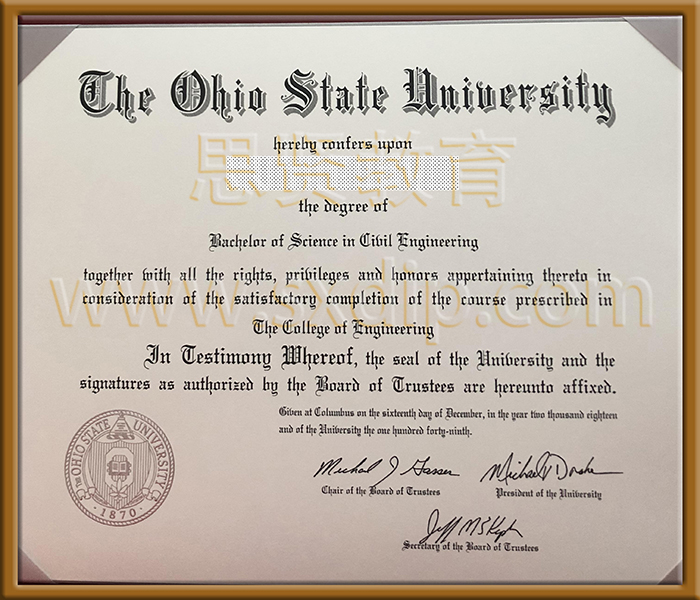 The Ohio State University
hereby confers upon
思贤教育
the degree of
Bachelor of Science in Civil Engineering
together with all the rights, privileges and honors appertaining thereto in
consideration of the satisfactory completion of the course prescribed in
www.sxdip.com
The College of Engineering
In Testimony Whereof, the seal of the University and the
signatures as authorized by the Board of Trustees are hereunto affixed.
Given at Columbus on the sixteenth day of December, in the year two thousand eighteen
and of the University the one hundred forty-ninth.
THE OHIO STATE UNIVERSITY
1870
Chair of the Board of Trustees
President of the University
Secretary of the Board of Trustees